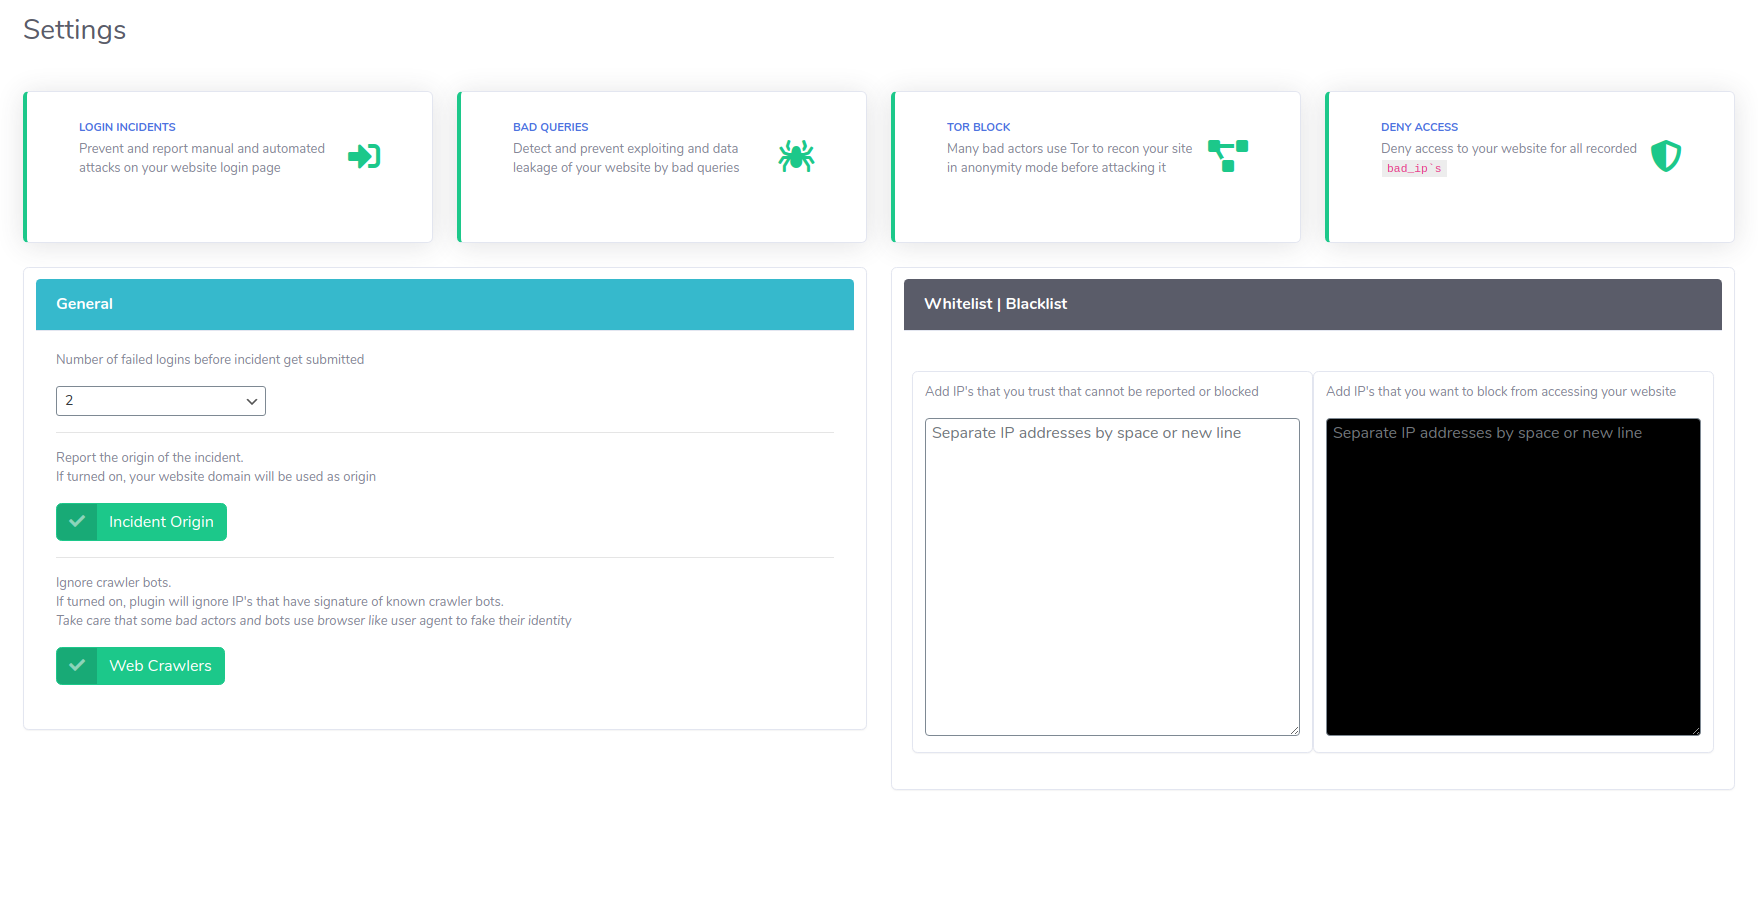 Settings
LOGIN INCIDENTS
Prevent and report manual and automated
attacks on your website login page
BAD QUERIES
Detect and prevent exploiting and data
leakage of your website by bad queries
TOR BLOCK
Many bad actors use Tor to recon your site
in anonymity mode before attacking it
DENY ACCESS
Deny access to your website for all recorded
bad_ip`s
General
Number of failed logins before incident get submitted
2
Report the origin of the incident.
If turned on, your website domain will be used as origin
Incident Origin
Ignore crawler bots.
If turned on, plugin will ignore IP's that have signature of known crawler bots.
Take care that some bad actors and bots use browser like user agent to fake their identity
Web Crawlers
Whitelist | Blacklist
Add IP's that you trust that cannot be reported or blocked
Separate IP addresses by space or new line
Add IP's that you want to block from accessing your website
Separate IP addresses by space or new line